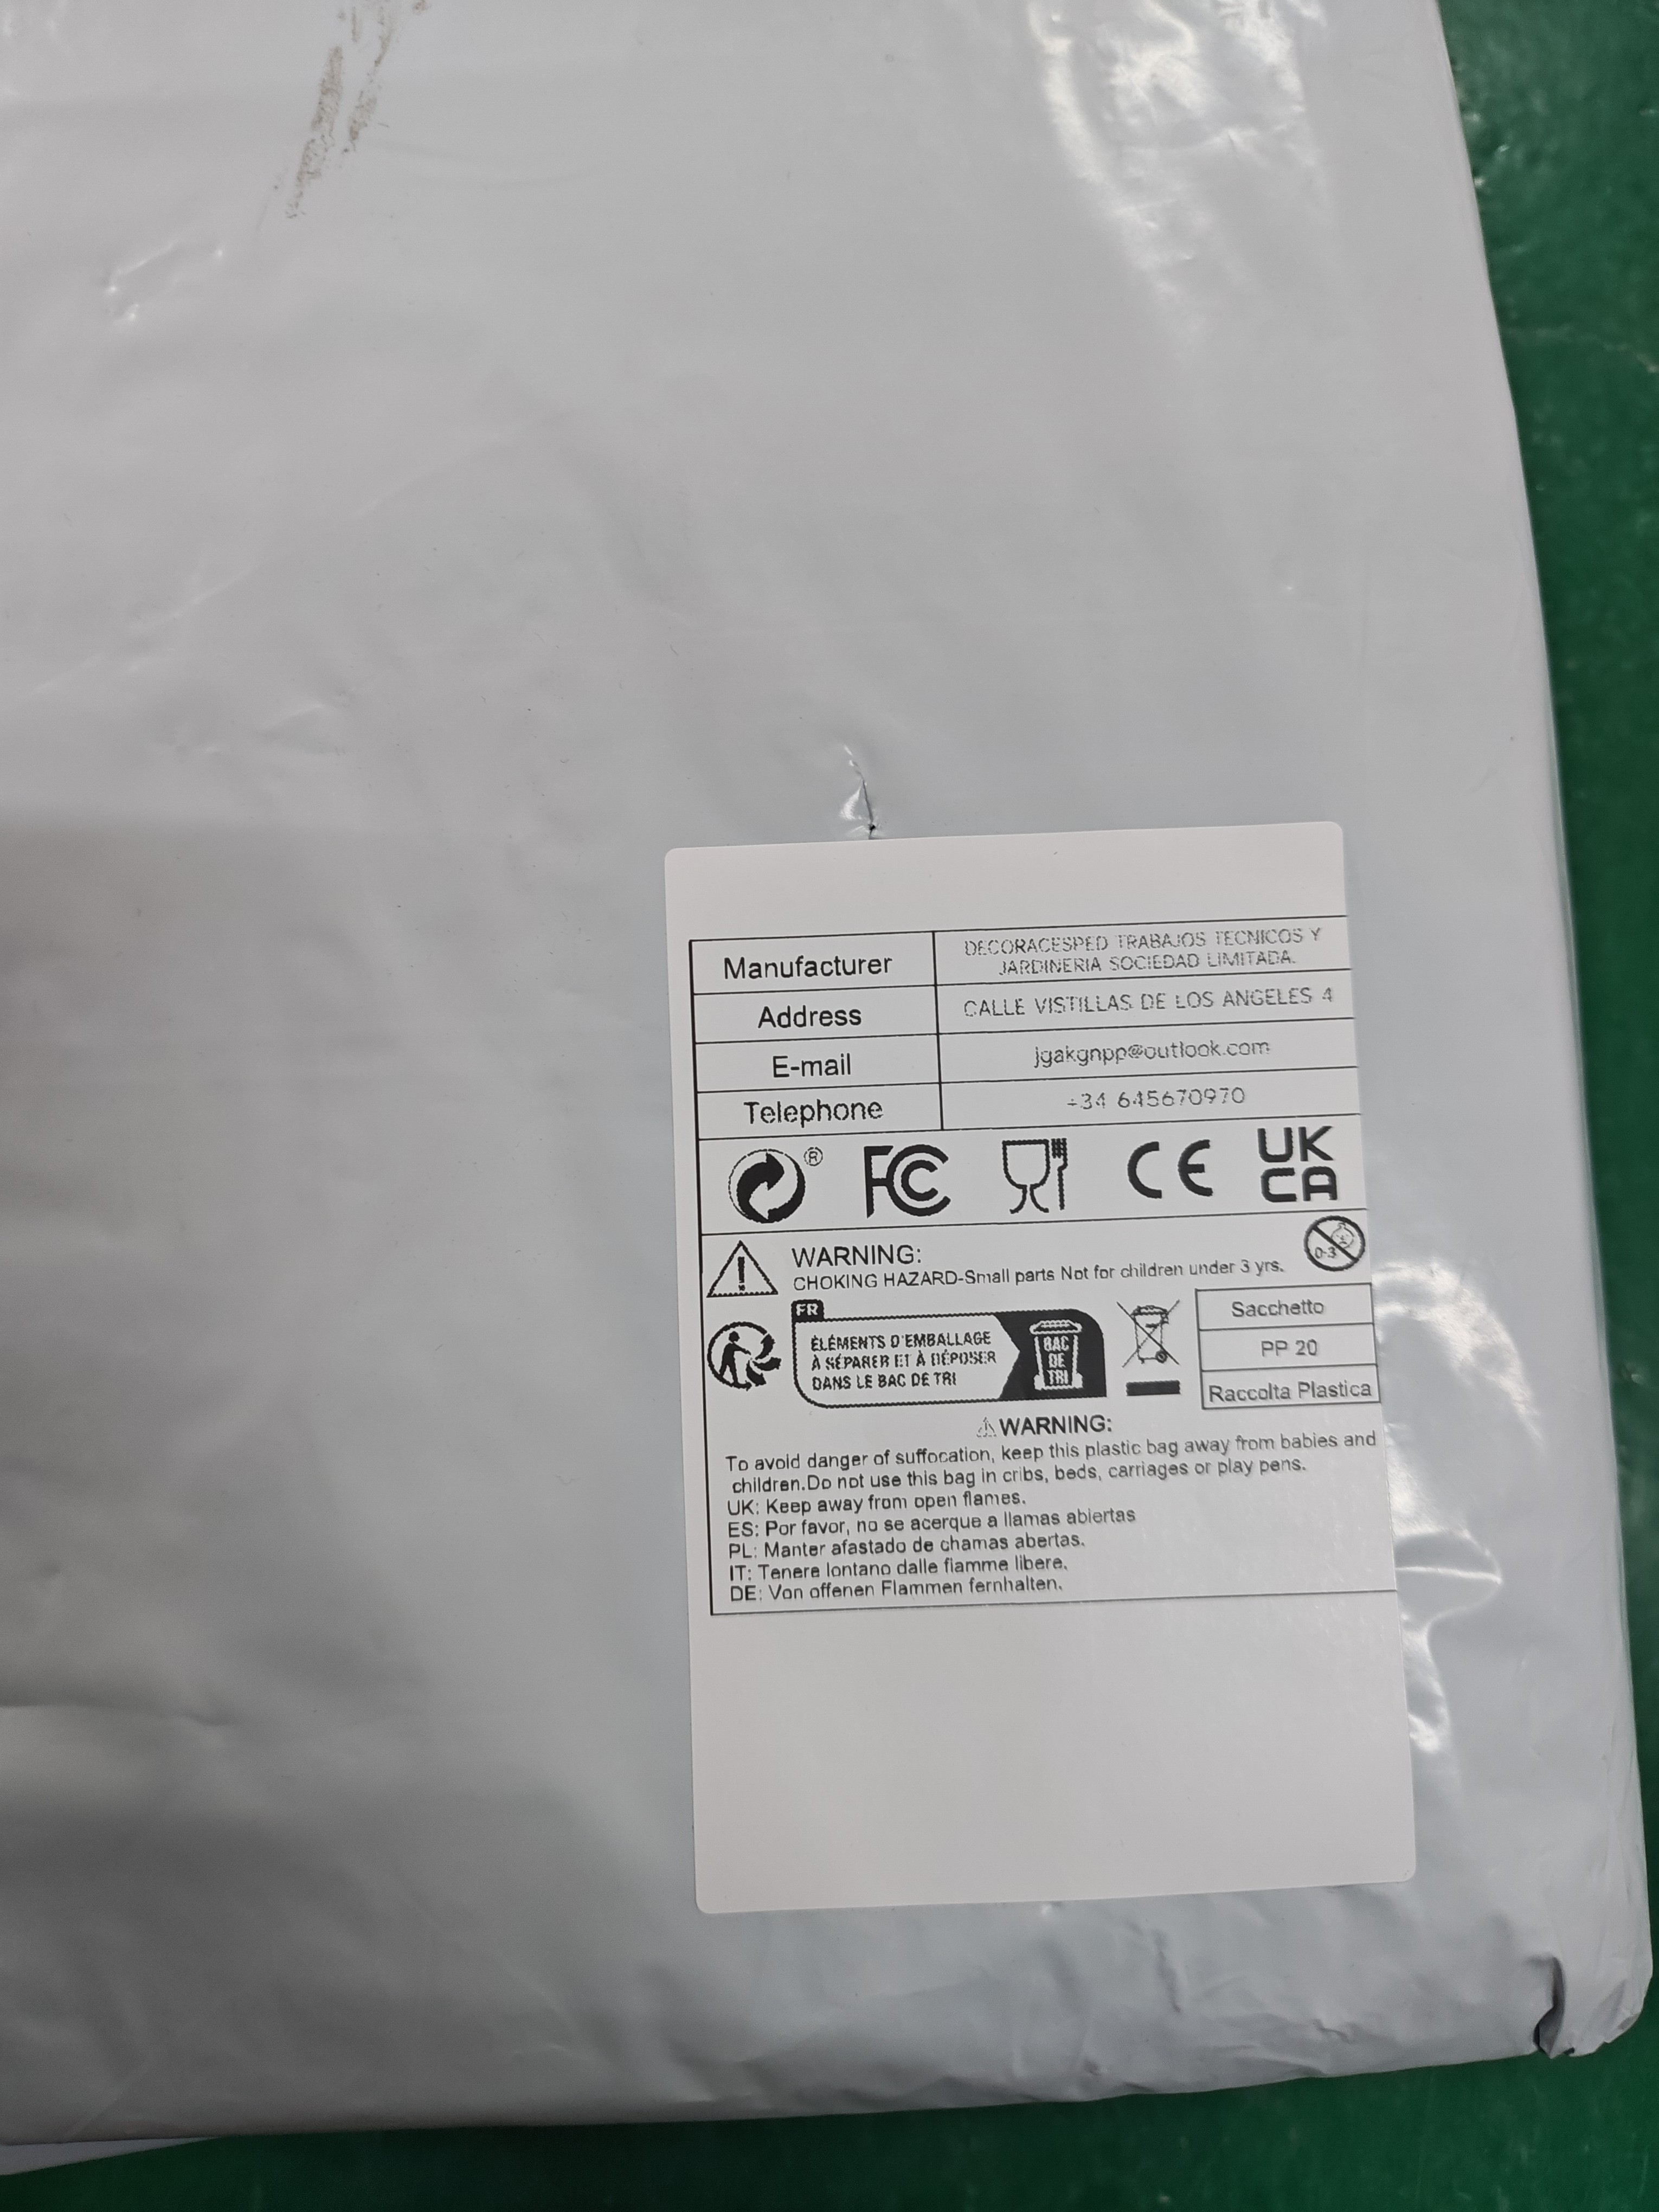 Manufacturer
DECORACESPED TRABAJOS TECNICOS Y
JARDINERIA SOCIEDAD LIMITADA.
Address
CALLE VISTILLAS DE LOS ANGELES 4
E-mail
jgakgnpp@outlook.com
Telephone
+34 645670970
® FC CE UK
CA
WARNING:
CHOKING HAZARD-Small parts Not for children under 3 yrs.
0-3
FR
ÉLÉMENTS D'EMBALLAGE
À SÉPARER ET À DÉPOSER
DANS LE BAC DE TRI
BAC
DE
TRI
Sacchetto
PP 20
Raccolta Plastica
WARNING:
To avoid danger of suffocation, keep this plastic bag away from babies and
children.Do not use this bag in cribs, beds, carriages or play pens.
UK: Keep away from open flames.
ES: Por favor, no se acerque a llamas abiertas
PL: Manter afastado de chamas abertas.
IT: Tenere lontano dalle fiamme libere.
DE: Von offenen Flammen fernhalten.